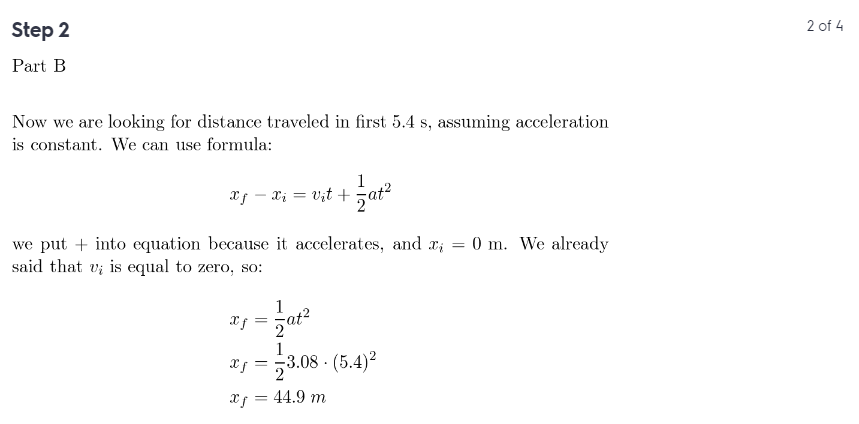 Step 2
2 of 4
Part B
Now we are looking for distance traveled in first 5.4 s, assuming acceleration
is constant. We can use formula:
x_f − x_i = v_i t + \frac{1}{2}at^2
we put + into equation because it accelerates, and x_i = 0 m. We already
said that v_i is equal to zero, so:
x_f = \frac{1}{2}at^2
x_f = \frac{1}{2}3.08 · (5.4)^2
x_f = 44.9 m